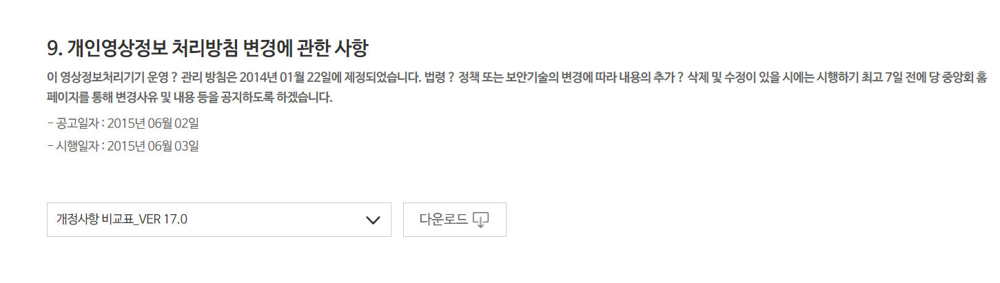 9. 개인영상정보 처리방침 변경에 관한 사항
이 영상정보처리기기 운영 ? 관리 방침은 2014년 01월 22일에 제정되었습니다. 법령 ? 정책 또는 보안기술의 변경에 따라 내용의 추가 ? 삭제 및 수정이 있을 시에는 시행하기 최고 7일 전에 당 중앙회 홈
페이지를 통해 변경사유 및 내용 등을 공지하도록 하겠습니다.
- 공고일자 : 2015년 06월 02일
- 시행일자 : 2015년 06월 03일
개정사항 비교표_VER 17.0
다운로드